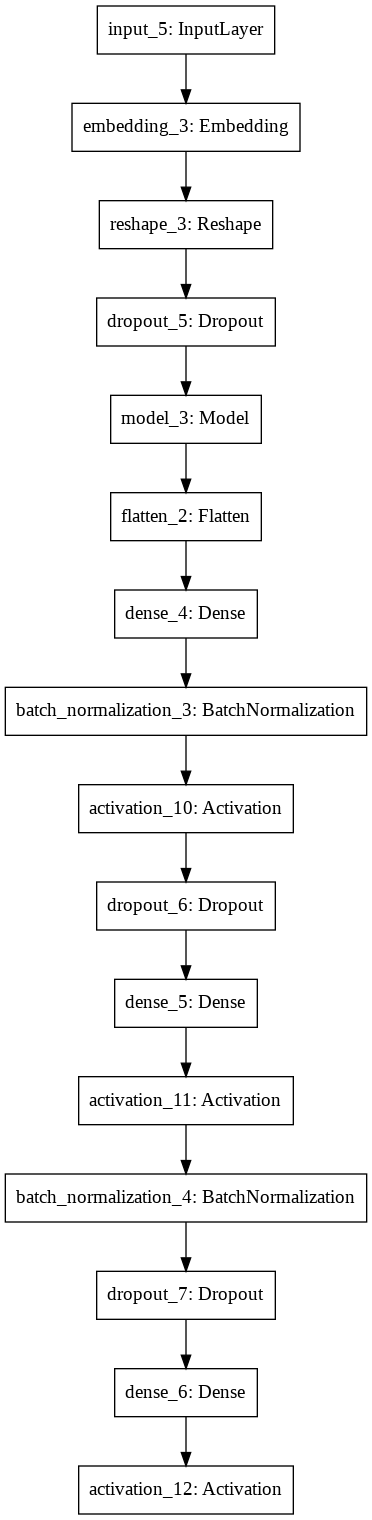 input_5: InputLayer
embedding_3: Embedding
reshape_3: Reshape
dropout_5: Dropout
model_3: Model
flatten_2: Flatten
dense_4: Dense
batch_normalization_3: BatchNormalization
activation_10: Activation
dropout_6: Dropout
dense_5: Dense
activation_11: Activation
batch_normalization_4: BatchNormalization
dropout_7: Dropout
dense_6: Dense
activation_12: Activation